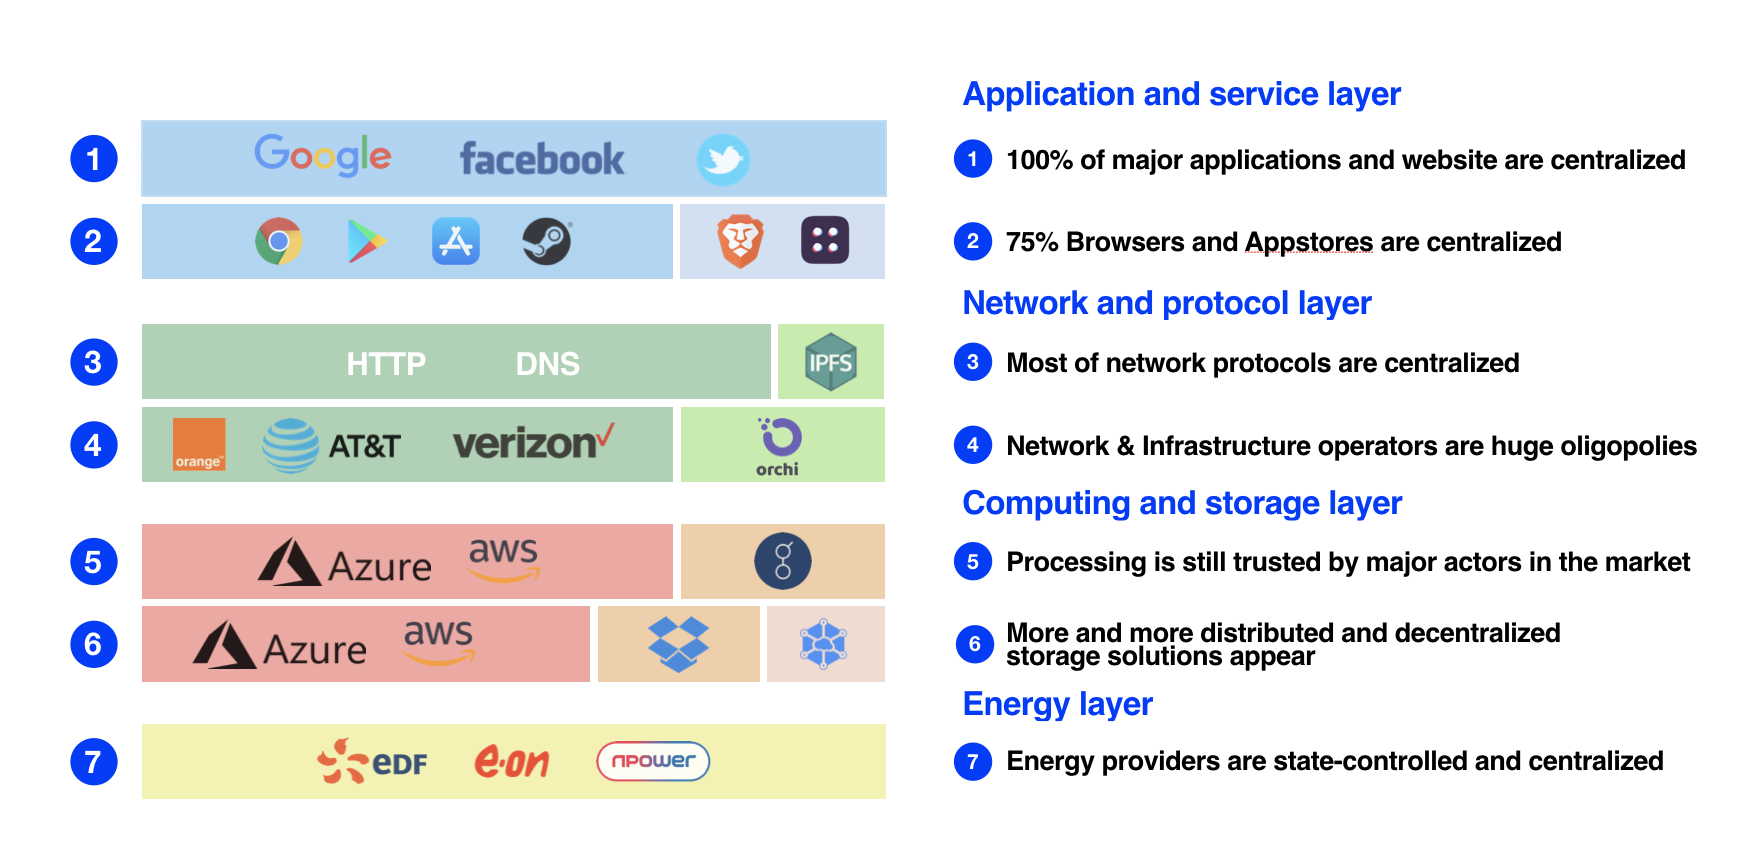 Application and service layer
1
Google
facebook
1
100% of major applications and website are centralized
2
2
75% Browsers and Appstores are centralized
Network and protocol layer
3
HTTP
DNS
IPFS
3
Most of network protocols are centralized
4
orange™
AT&T
verizon
orchi
4
Network & Infrastructure operators are huge oligopolies
Computing and storage layer
5
Azure
aws
5
Processing is still trusted by major actors in the market
6
Azure
aws
6
More and more distributed and decentralized
storage solutions appear
Energy layer
7
eDF
e·on
npower
7
Energy providers are state-controlled and centralized